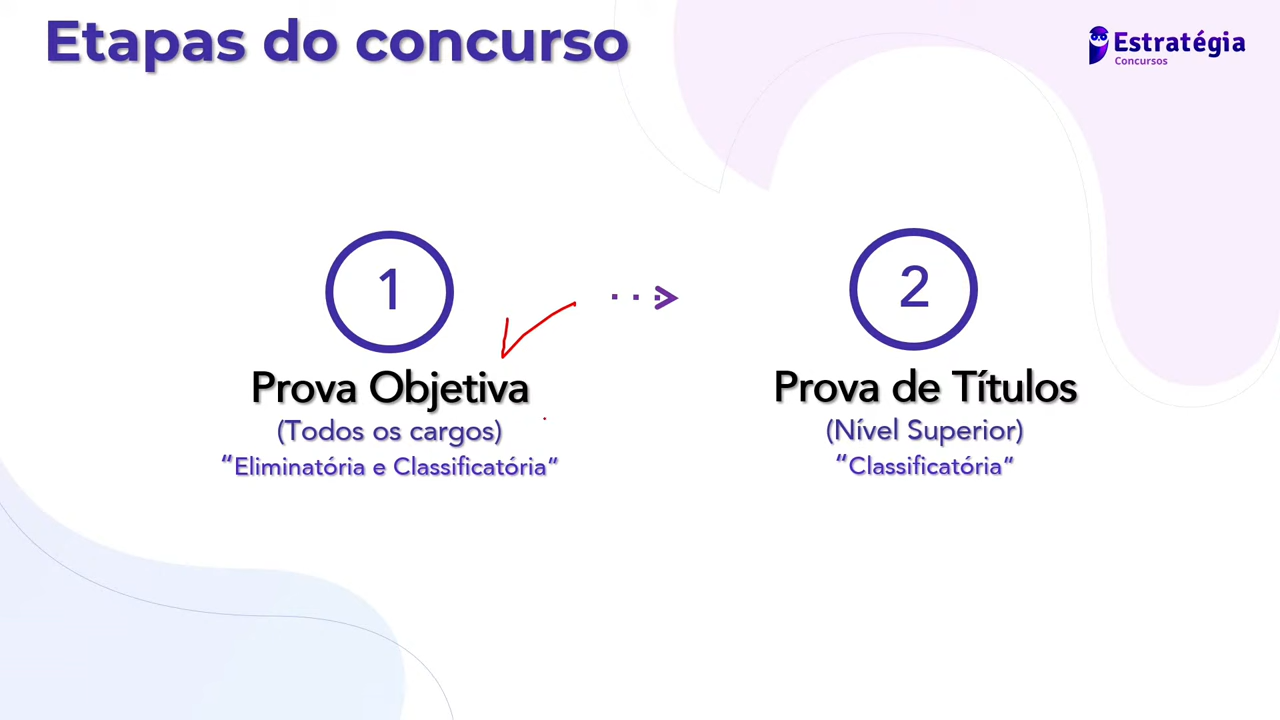 Etapas do concurso
Estratégia
Concursos
1
2
Prova Objetiva
(Todos os cargos)
“Eliminatória e Classificatória“
Prova de Títulos
(Nível Superior)
“Classificatória“